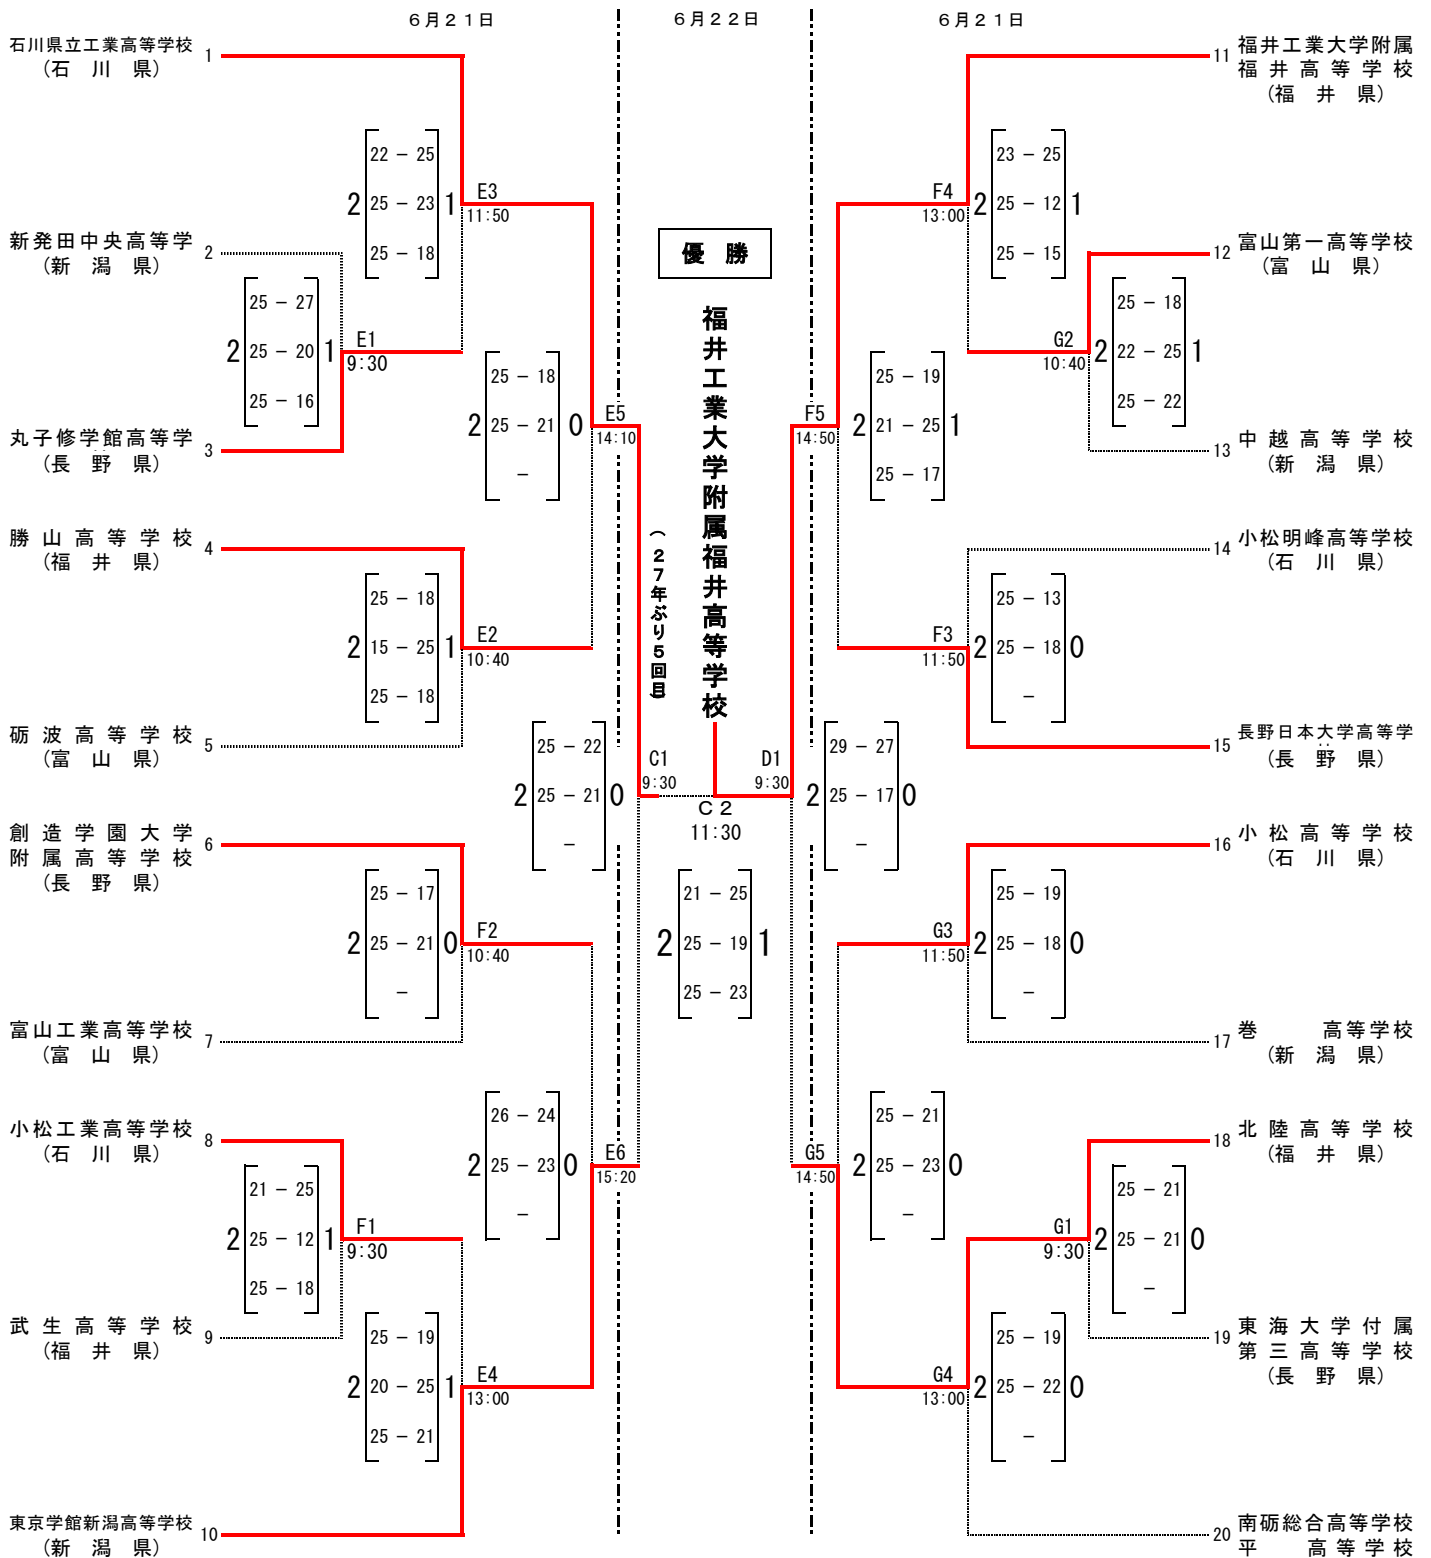 ６月２１日
６月２２日
６月２１日
石川県立工業高等学校
（石　川　県）
1
新発田中央高等学
（新　潟　県）
2
丸子修学館高等学
（長　野　県）
3
勝山高等学校
（福　井　県）
4
砺波高等学校
（富　山　県）
5
創造学園大学
附属高等学校
（長　野　県）
6
富山工業高等学校
（富　山　県）
7
小松工業高等学校
（石　川　県）
8
武生高等学校
（福　井　県）
9
東京学館新潟高等学校
（新　潟　県）
10
22 － 25
2 25 － 23 1
25 － 18
E3
11:50
25 － 27
2 25 － 20 1
25 － 16
E1
9:30
25 － 18
2 25 － 21 0
－
E5
14:10
25 － 18
2 15 － 25 1
25 － 18
E2
10:40
25 － 22
2 25 － 21 0
－
C1
9:30
25 － 17
2 25 － 21 0
－
F2
10:40
26 － 24
2 25 － 23 0
－
E6
15:20
21 － 25
2 25 － 12 1
25 － 18
F1
9:30
25 － 19
2 20 － 25 1
25 － 21
E4
13:00
優　勝
福井工業大学附属福井高等学校
（２７年ぶり５回目）
Ｃ２
11:30
21 － 25
2 25 － 19 1
25 － 23
11
福井工業大学附属
福井高等学校
（福　井　県）
12
富山第一高等学校
（富　山　県）
13
中越高等学校
（新　潟　県）
14
小松明峰高等学校
（石　川　県）
15
長野日本大学高等学
（長　野　県）
16
小松高等学校
（石　川　県）
17
巻　　高等学校
（新　潟　県）
18
北陸高等学校
（福　井　県）
19
東海大学付属
第三高等学校
（長　野　県）
20
南砺総合高等学校
平　　高等学校
F4
13:00
23 － 25
2 25 － 12 1
25 － 15
G2
10:40
25 － 18
2 22 － 25 1
25 － 22
F5
14:50
25 － 19
2 21 － 25 1
25 － 17
F3
11:50
25 － 13
2 25 － 18 0
－
D1
9:30
29 － 27
2 25 － 17 0
－
G3
11:50
25 － 19
2 25 － 18 0
－
G5
14:50
25 － 21
2 25 － 23 0
－
G1
9:30
25 － 21
2 25 － 21 0
－
G4
13:00
25 － 19
2 25 － 22 0
－